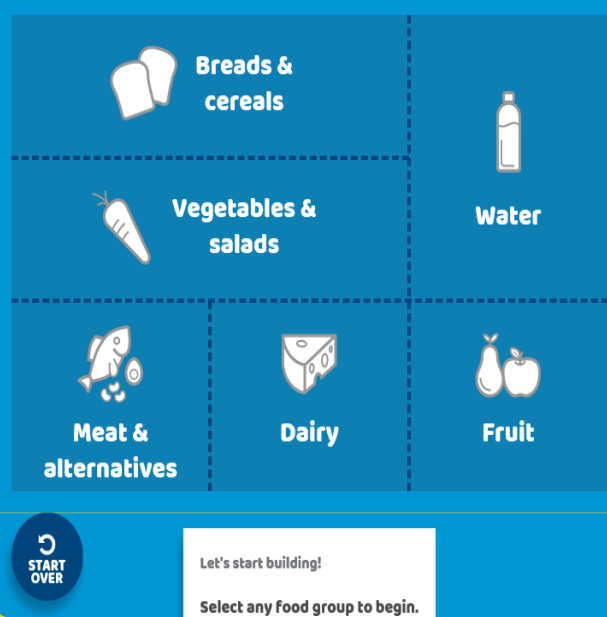 Breads &
cereals
Vegetables &
salads
Water
Meat &
alternatives
Dairy
Fruit
START
OVER
Let's start building!
Select any food group to begin.